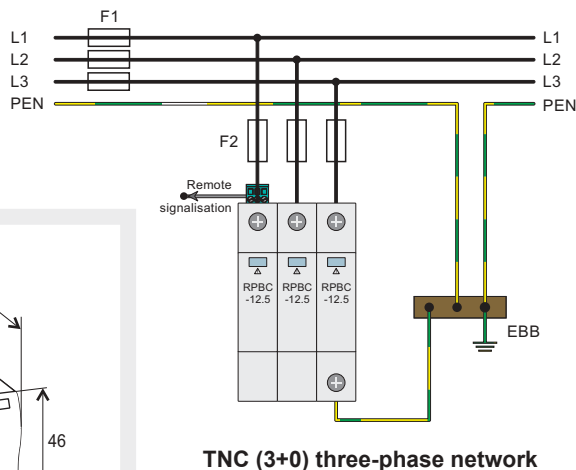 F1
L1 L1
L2 L2
L3 L3
PEN PEN
F2
Remote
signalisation
RPBC RPBC RPBC
-12.5 -12.5 -12.5
EBB
46
TNC (3+0) three-phase network